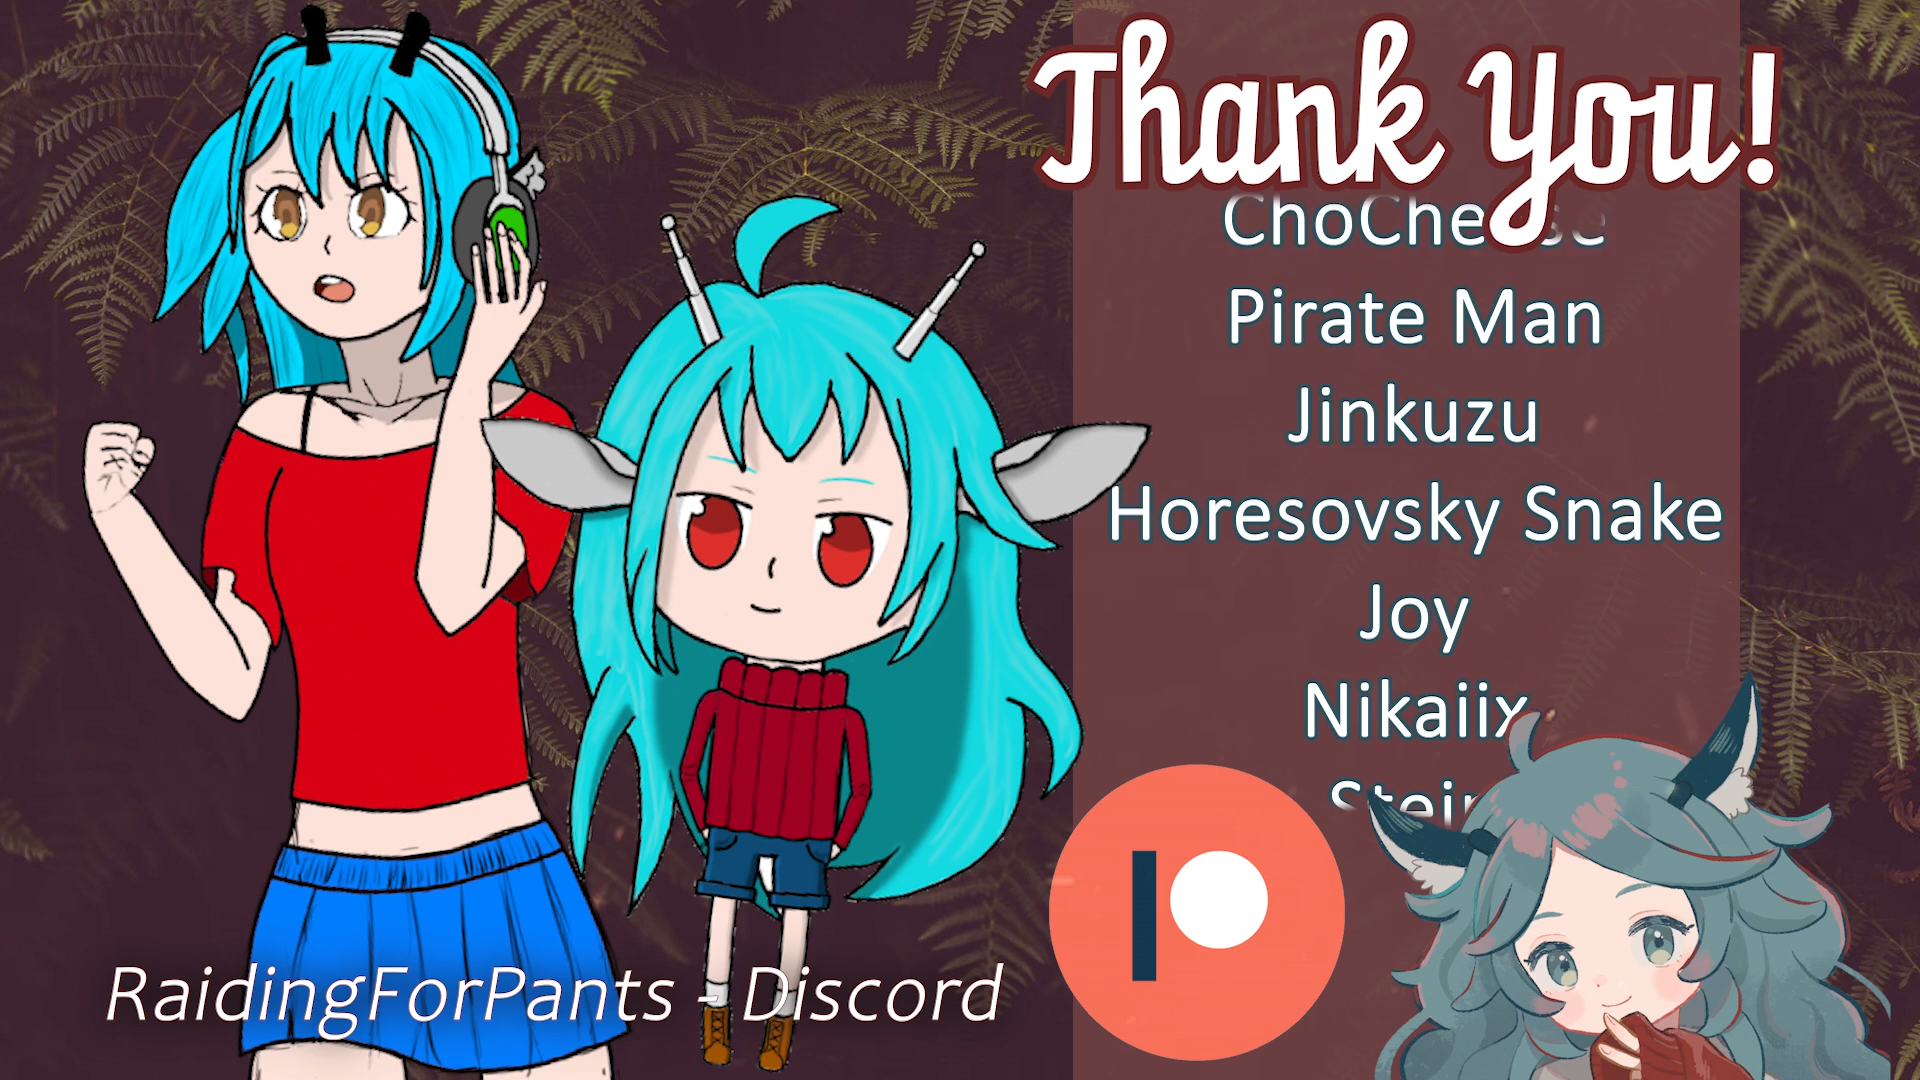 Thank You!
Pirate Man
Jinkuzu
Horesovsky Snake
Joy
Nikaiix
RaidingForPants - Discord